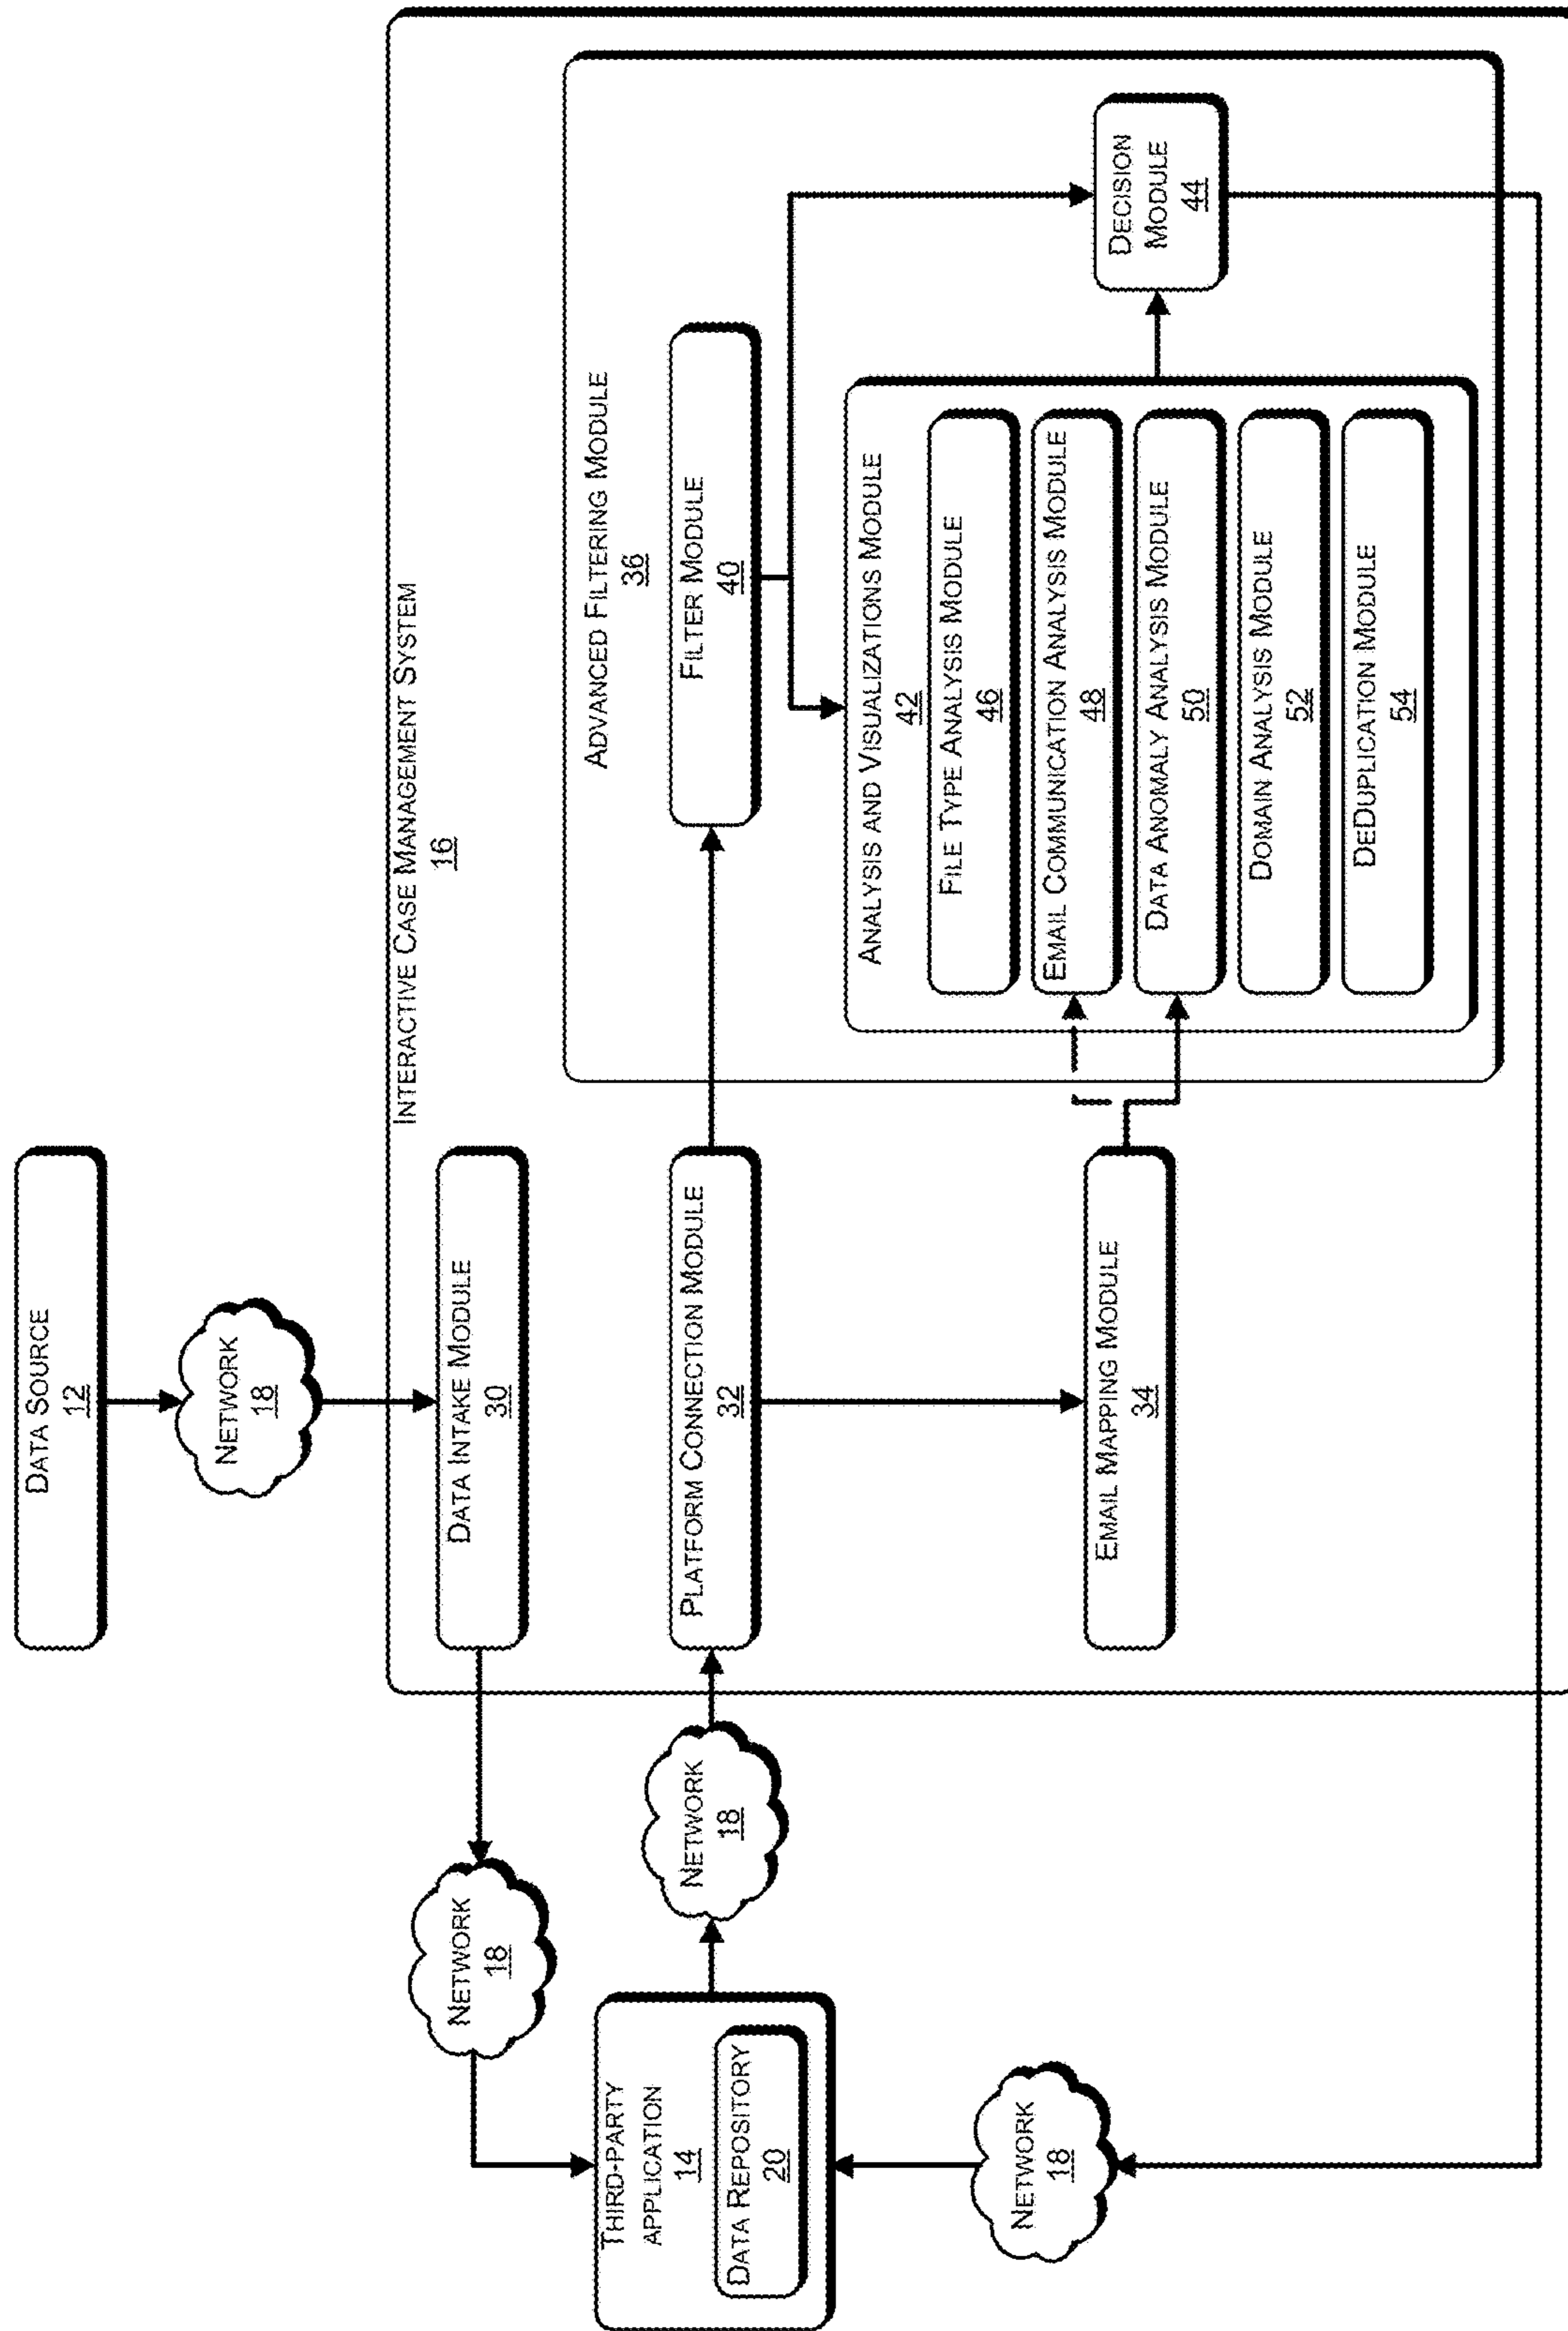 DATA SOURCE
12
NETWORK
18
INTERACTIVE CASE MANAGEMENT SYSTEM
16
DATA INTAKE MODULE
30
NETWORK
18
THIRD-PARTY
APPLICATION
14
DATA REPOSITORY
20
NETWORK
18
PLATFORM CONNECTION MODULE
32
EMAIL MAPPING MODULE
34
ADVANCED FILTERING MODULE
36
FILTER MODULE
40
ANALYSIS AND VISUALIZATIONS MODULE
42
FILE TYPE ANALYSIS MODULE
46
EMAIL COMMUNICATION ANALYSIS MODULE
48
DATA ANOMALY ANALYSIS MODULE
50
DOMAIN ANALYSIS MODULE
52
DEDUPLICATION MODULE
54
DECISION
MODULE
44
NETWORK
18